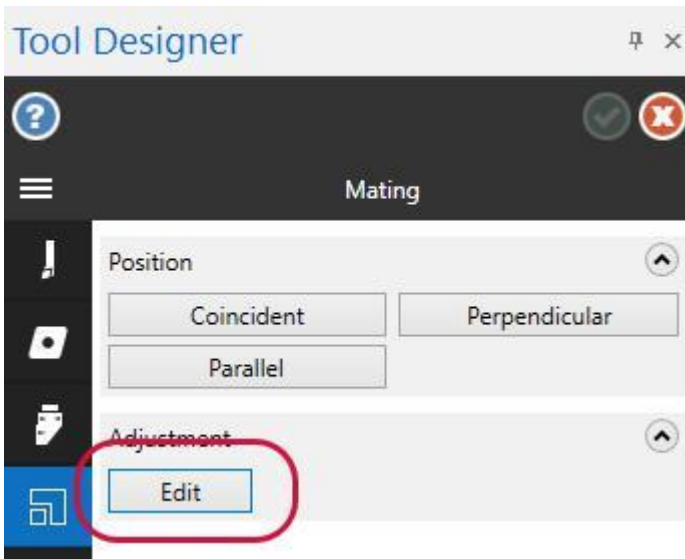 Tool Designer
?
Mating
Position
Coincident
Perpendicular
Parallel
Adjustment
Edit